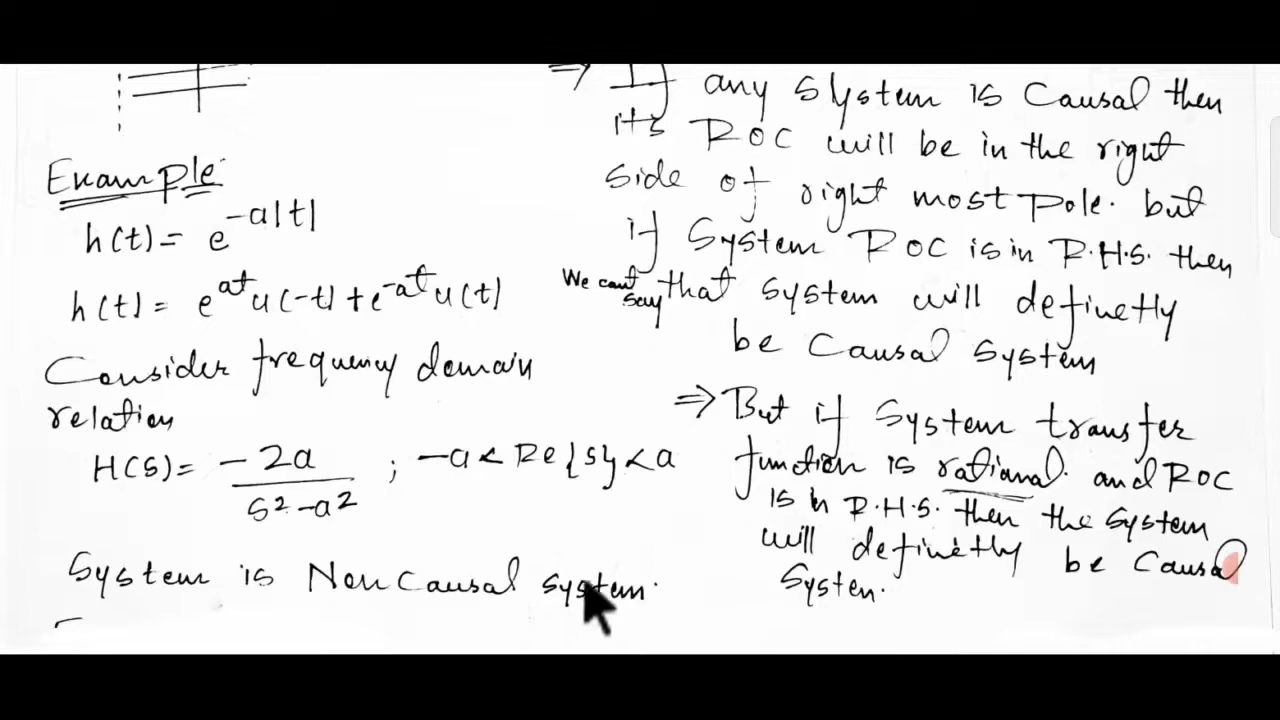 Example
h(t) = e^{-a|t|}
h(t) = e^{at} u(-t) + e^{-at} u(t)
Consider frequency domain
relation
H(s) = -2a / s²-a² ; -a < Re{s} < a
System is Non Causal system.
⇒ If any System is Causal then
its ROC will be in the right
side of right most pole. but
if System ROC is in R.H.S. then
We can't say that system will definetly
be Causal System
⇒ But if System transfer
function is rational. and ROC
is in R.H.S. then the System
will definetly be Causal
System.